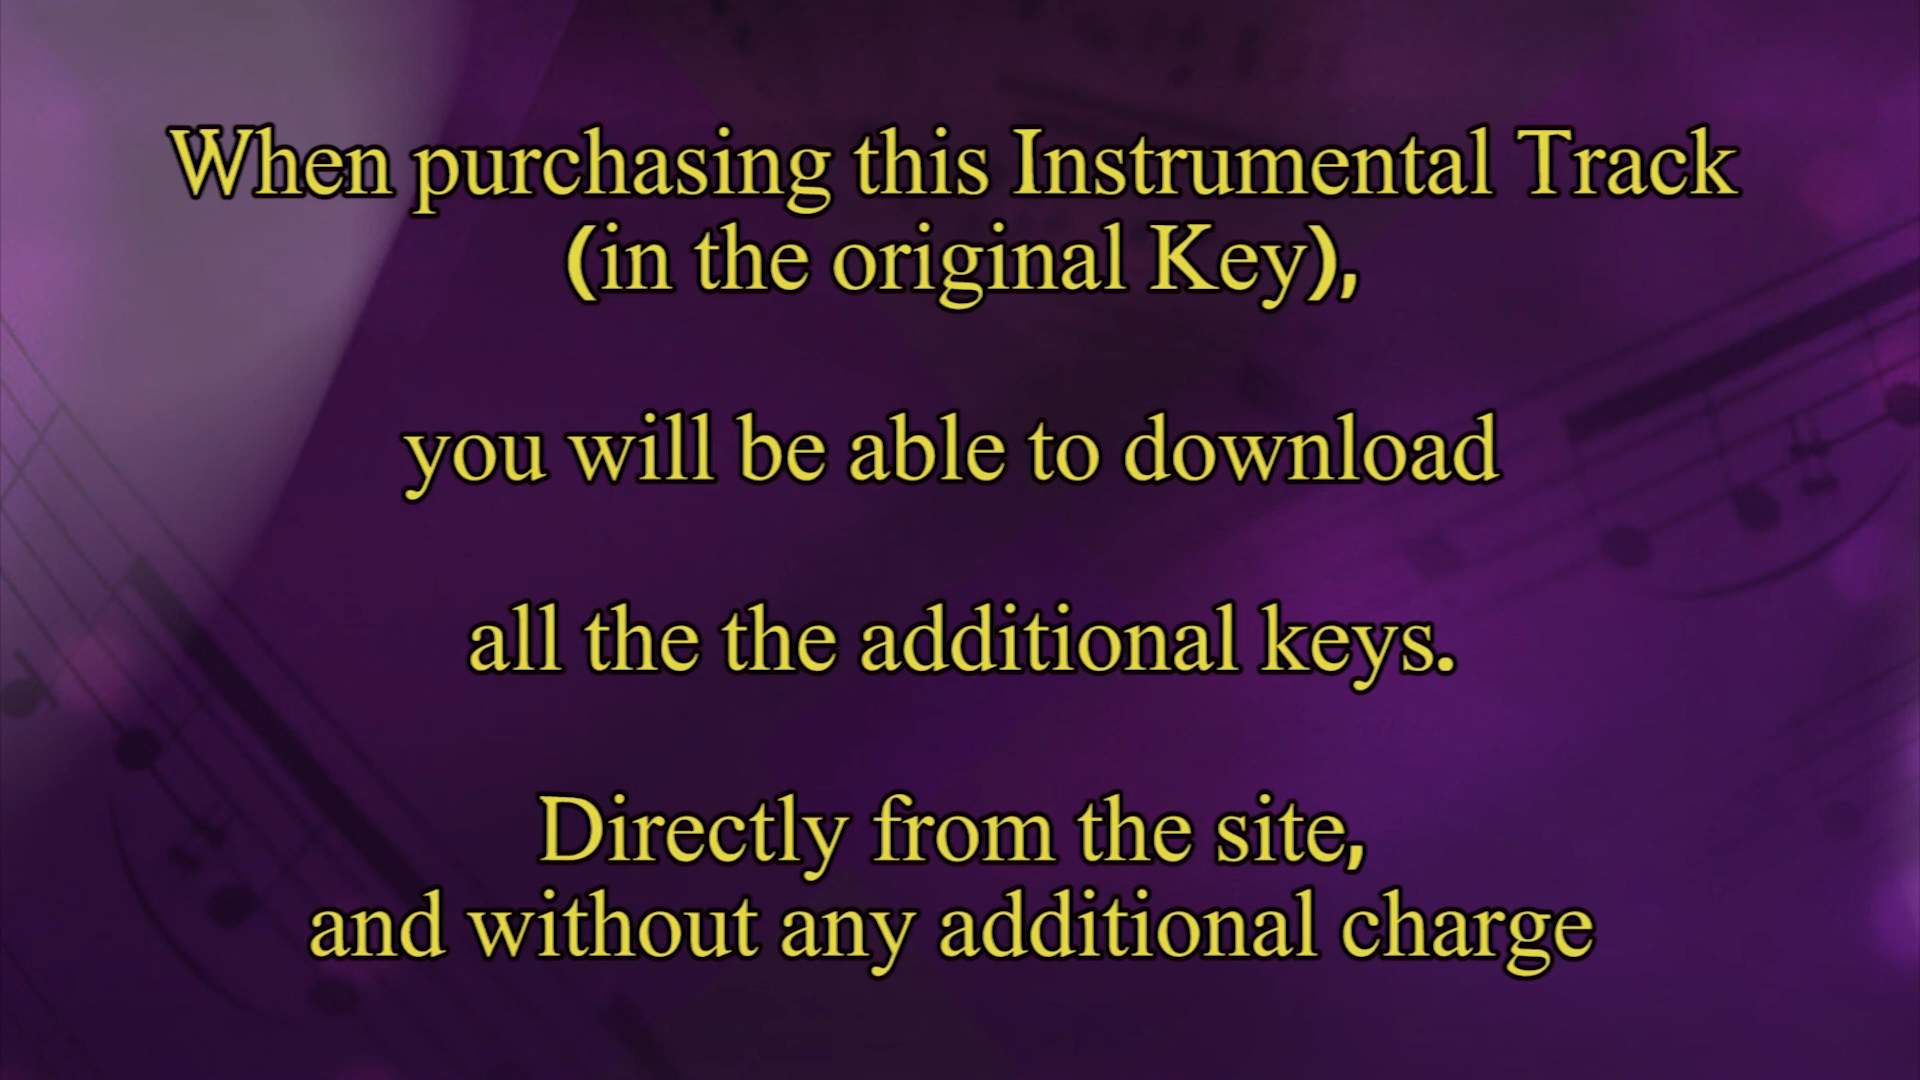 When purchasing this Instrumental Track
(in the original Key),
you will be able to download
all the the additional keys.
Directly from the site,
and without any additional charge